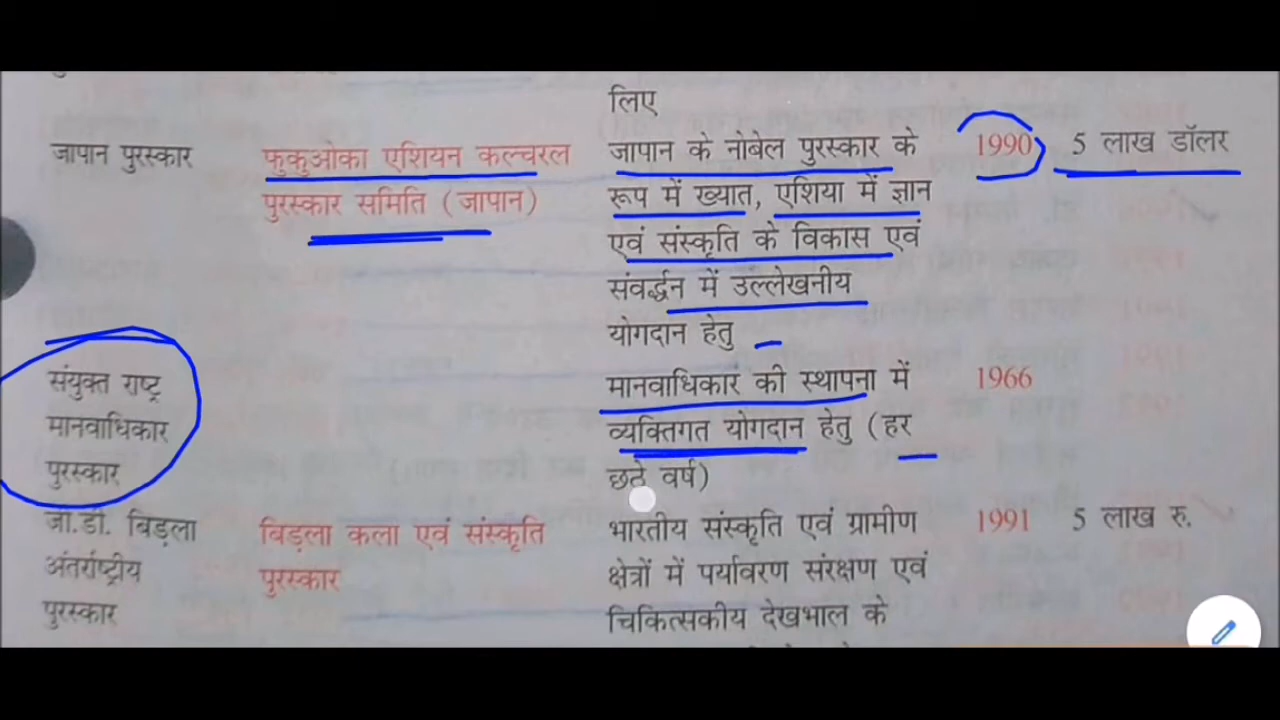 लिए
जापान पुरस्कार
फुकुओका एशियन कल्चरल
पुरस्कार समिति (जापान)
जापान के नोबेल पुरस्कार के
रूप में ख्यात, एशिया में ज्ञान
एवं संस्कृति के विकास एवं
संवर्द्धन में उल्लेखनीय
योगदान हेतु
1990
5 लाख डॉलर
संयुक्त राष्ट्र
मानवाधिकार
पुरस्कार
मानवाधिकार की स्थापना में
व्यक्तिगत योगदान हेतु (हर
छठे वर्ष)
1966
जी.डी. बिड़ला
अंतर्राष्ट्रीय
पुरस्कार
बिड़ला कला एवं संस्कृति
पुरस्कार
भारतीय संस्कृति एवं ग्रामीण
क्षेत्रों में पर्यावरण संरक्षण एवं
चिकित्सकीय देखभाल के
1991
5 लाख रु.